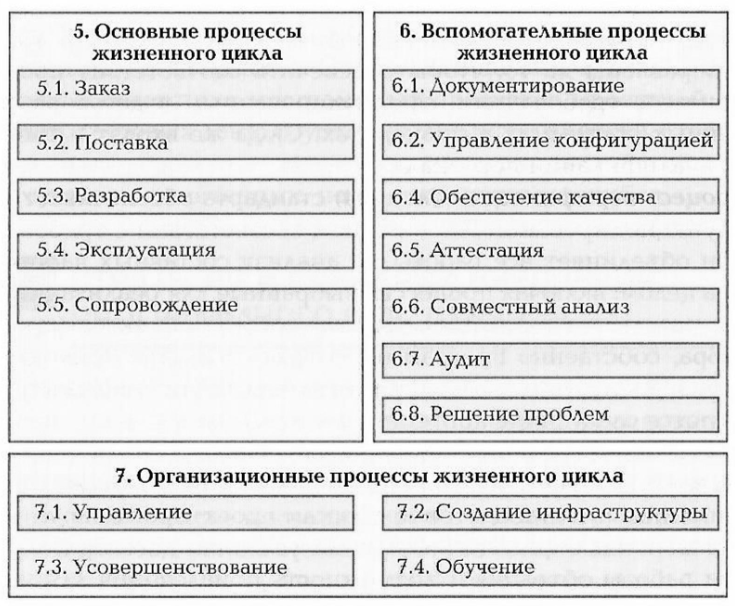 5. Основные процессы
жизненного цикла
5.1. Заказ
5.2. Поставка
5.3. Разработка
5.4. Эксплуатация
5.5. Сопровождение
6. Вспомогательные процессы
жизненного цикла
6.1. Документирование
6.2. Управление конфигурацией
6.4. Обеспечение качества
6.5. Аттестация
6.6. Совместный анализ
6.7. Аудит
6.8. Решение проблем
7. Организационные процессы жизненного цикла
7.1. Управление
7.2. Создание инфраструктуры
7.3. Усовершенствование
7.4. Обучение